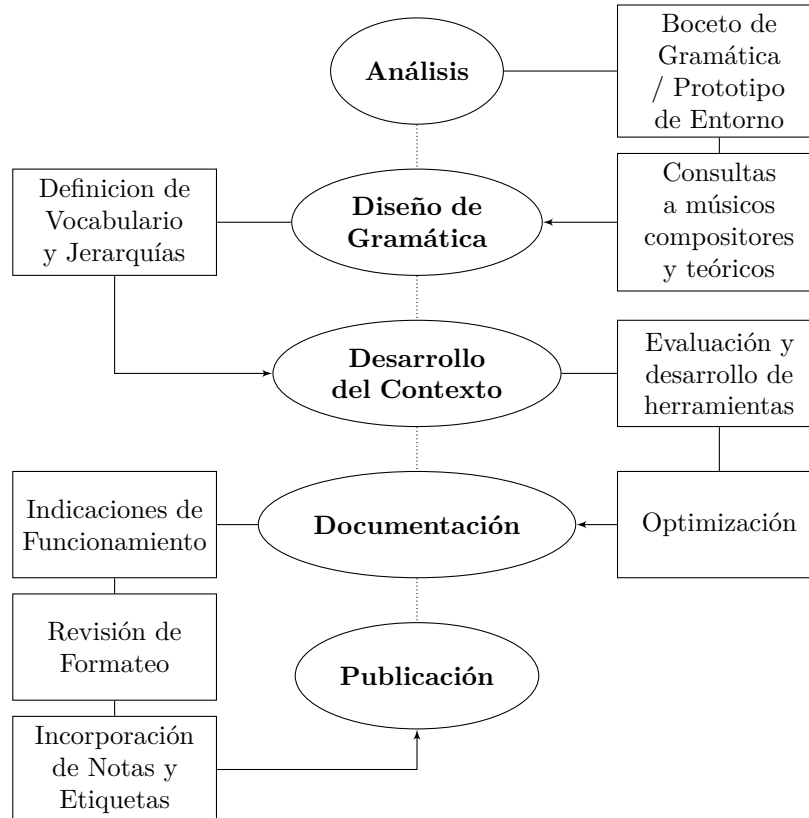 Análisis
Boceto de
Gramática
/ Prototipo
de Entorno
Definicion de
Vocabulario
y Jerarquías
Diseño de
Gramática
Consultas
a músicos
compositores
y teóricos
Desarrollo
del Contexto
Evaluación y
desarrollo de
herramientas
Indicaciones de
Funcionamiento
Documentación
Optimización
Revisión de
Formateo
Publicación
Incorporación
de Notas y
Etiquetas